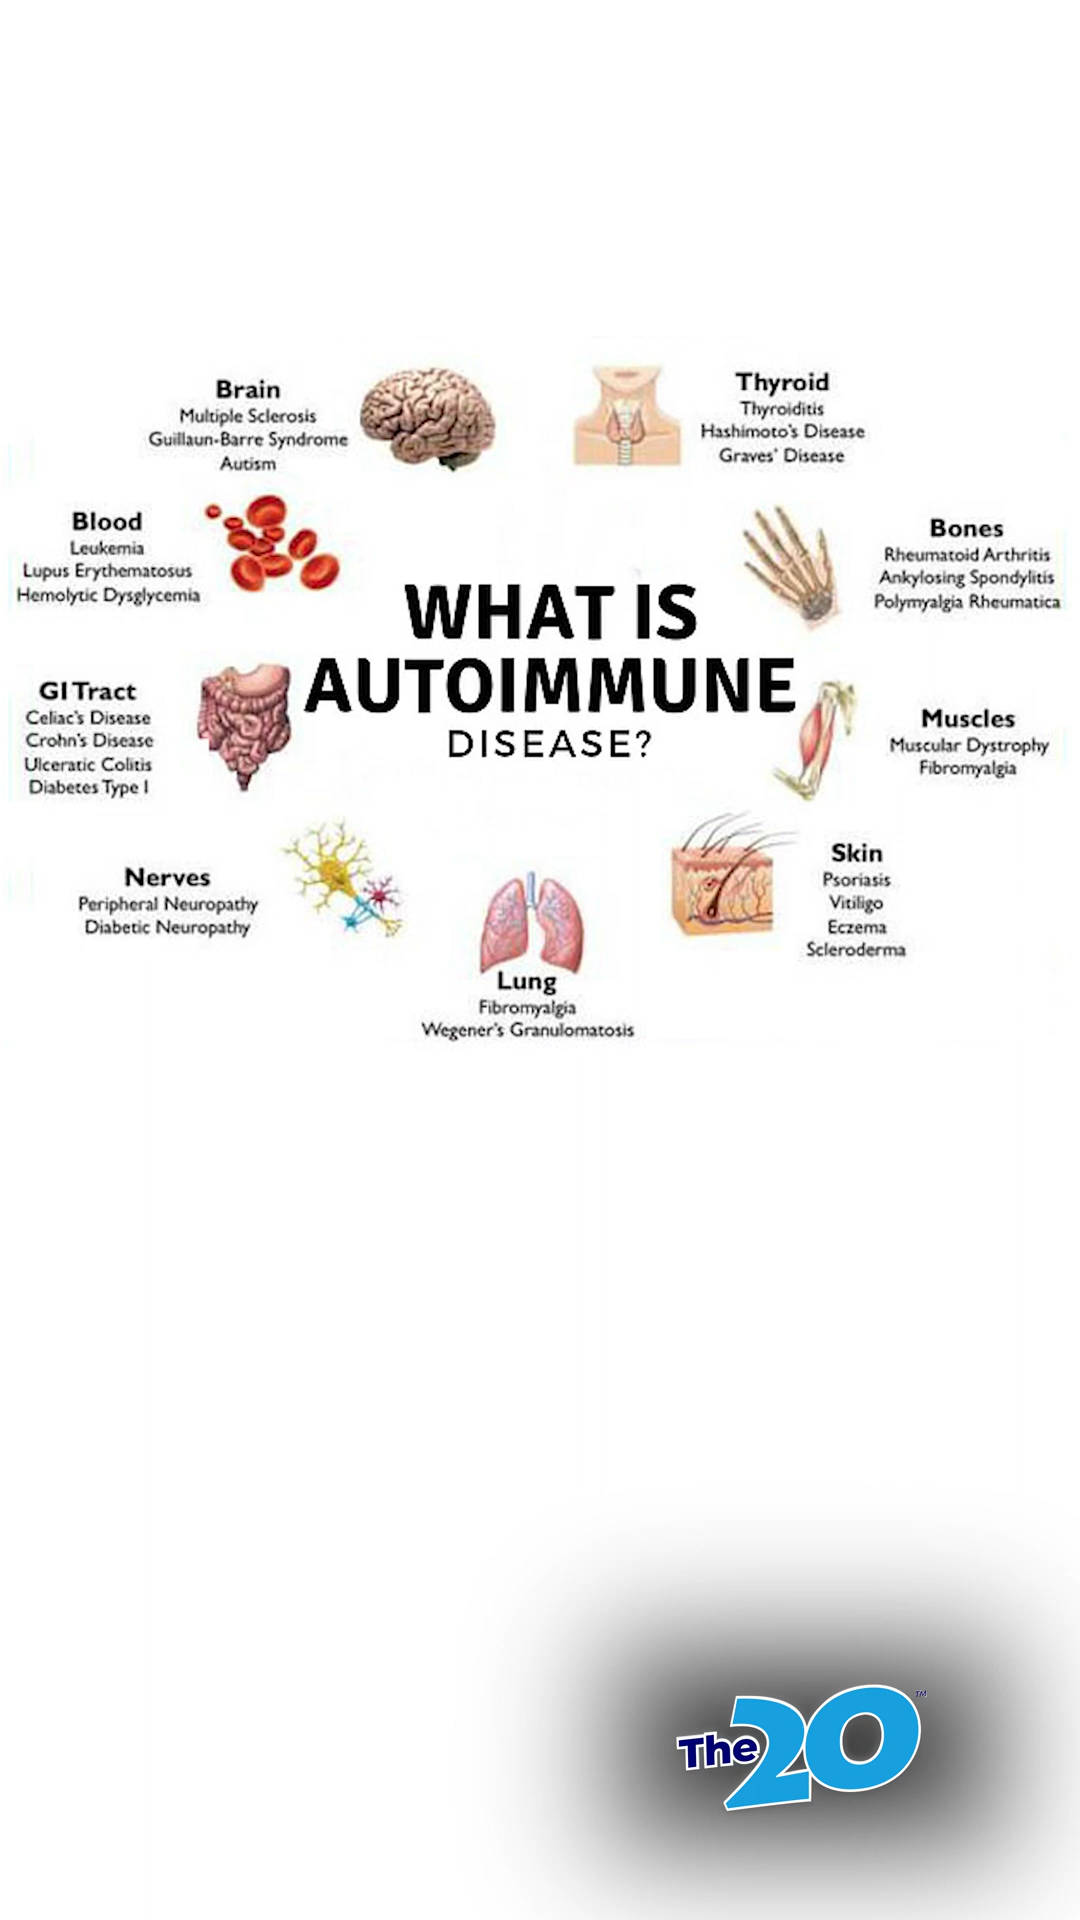 Brain
Multiple Sclerosis
Guillaun-Barre Syndrome
Autism
Thyroid
Thyroiditis
Hashimoto's Disease
Graves' Disease
Blood
Leukemia
Lupus Erythematosus
Hemolytic Dysglycemia
Bones
Rheumatoid Arthritis
Ankylosing Spondylitis
Polymyalgia Rheumatica
WHAT IS
AUTOIMMUNE
DISEASE?
GI Tract
Celiac's Disease
Crohn's Disease
Ulceratic Colitis
Diabetes Type I
Muscles
Muscular Dystrophy
Fibromyalgia
Nerves
Peripheral Neuropathy
Diabetic Neuropathy
Skin
Psoriasis
Vitiligo
Eczema
Scleroderma
Lung
Fibromyalgia
Wegener's Granulomatosis
The 20 ™